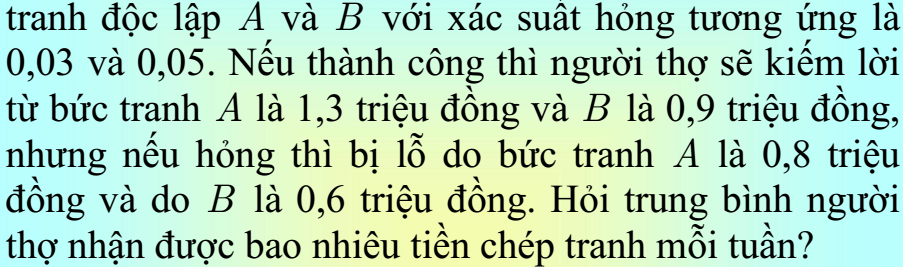 tranh độc lập A và B với xác suất hỏng tương ứng là
0,03 và 0,05. Nếu thành công thì người thợ sẽ kiếm lời
từ bức tranh A là 1,3 triệu đồng và B là 0,9 triệu đồng,
nhưng nếu hỏng thì bị lỗ do bức tranh A là 0,8 triệu
đồng và do B là 0,6 triệu đồng. Hỏi trung bình người
thợ nhận được bao nhiêu tiền chép tranh mỗi tuần?